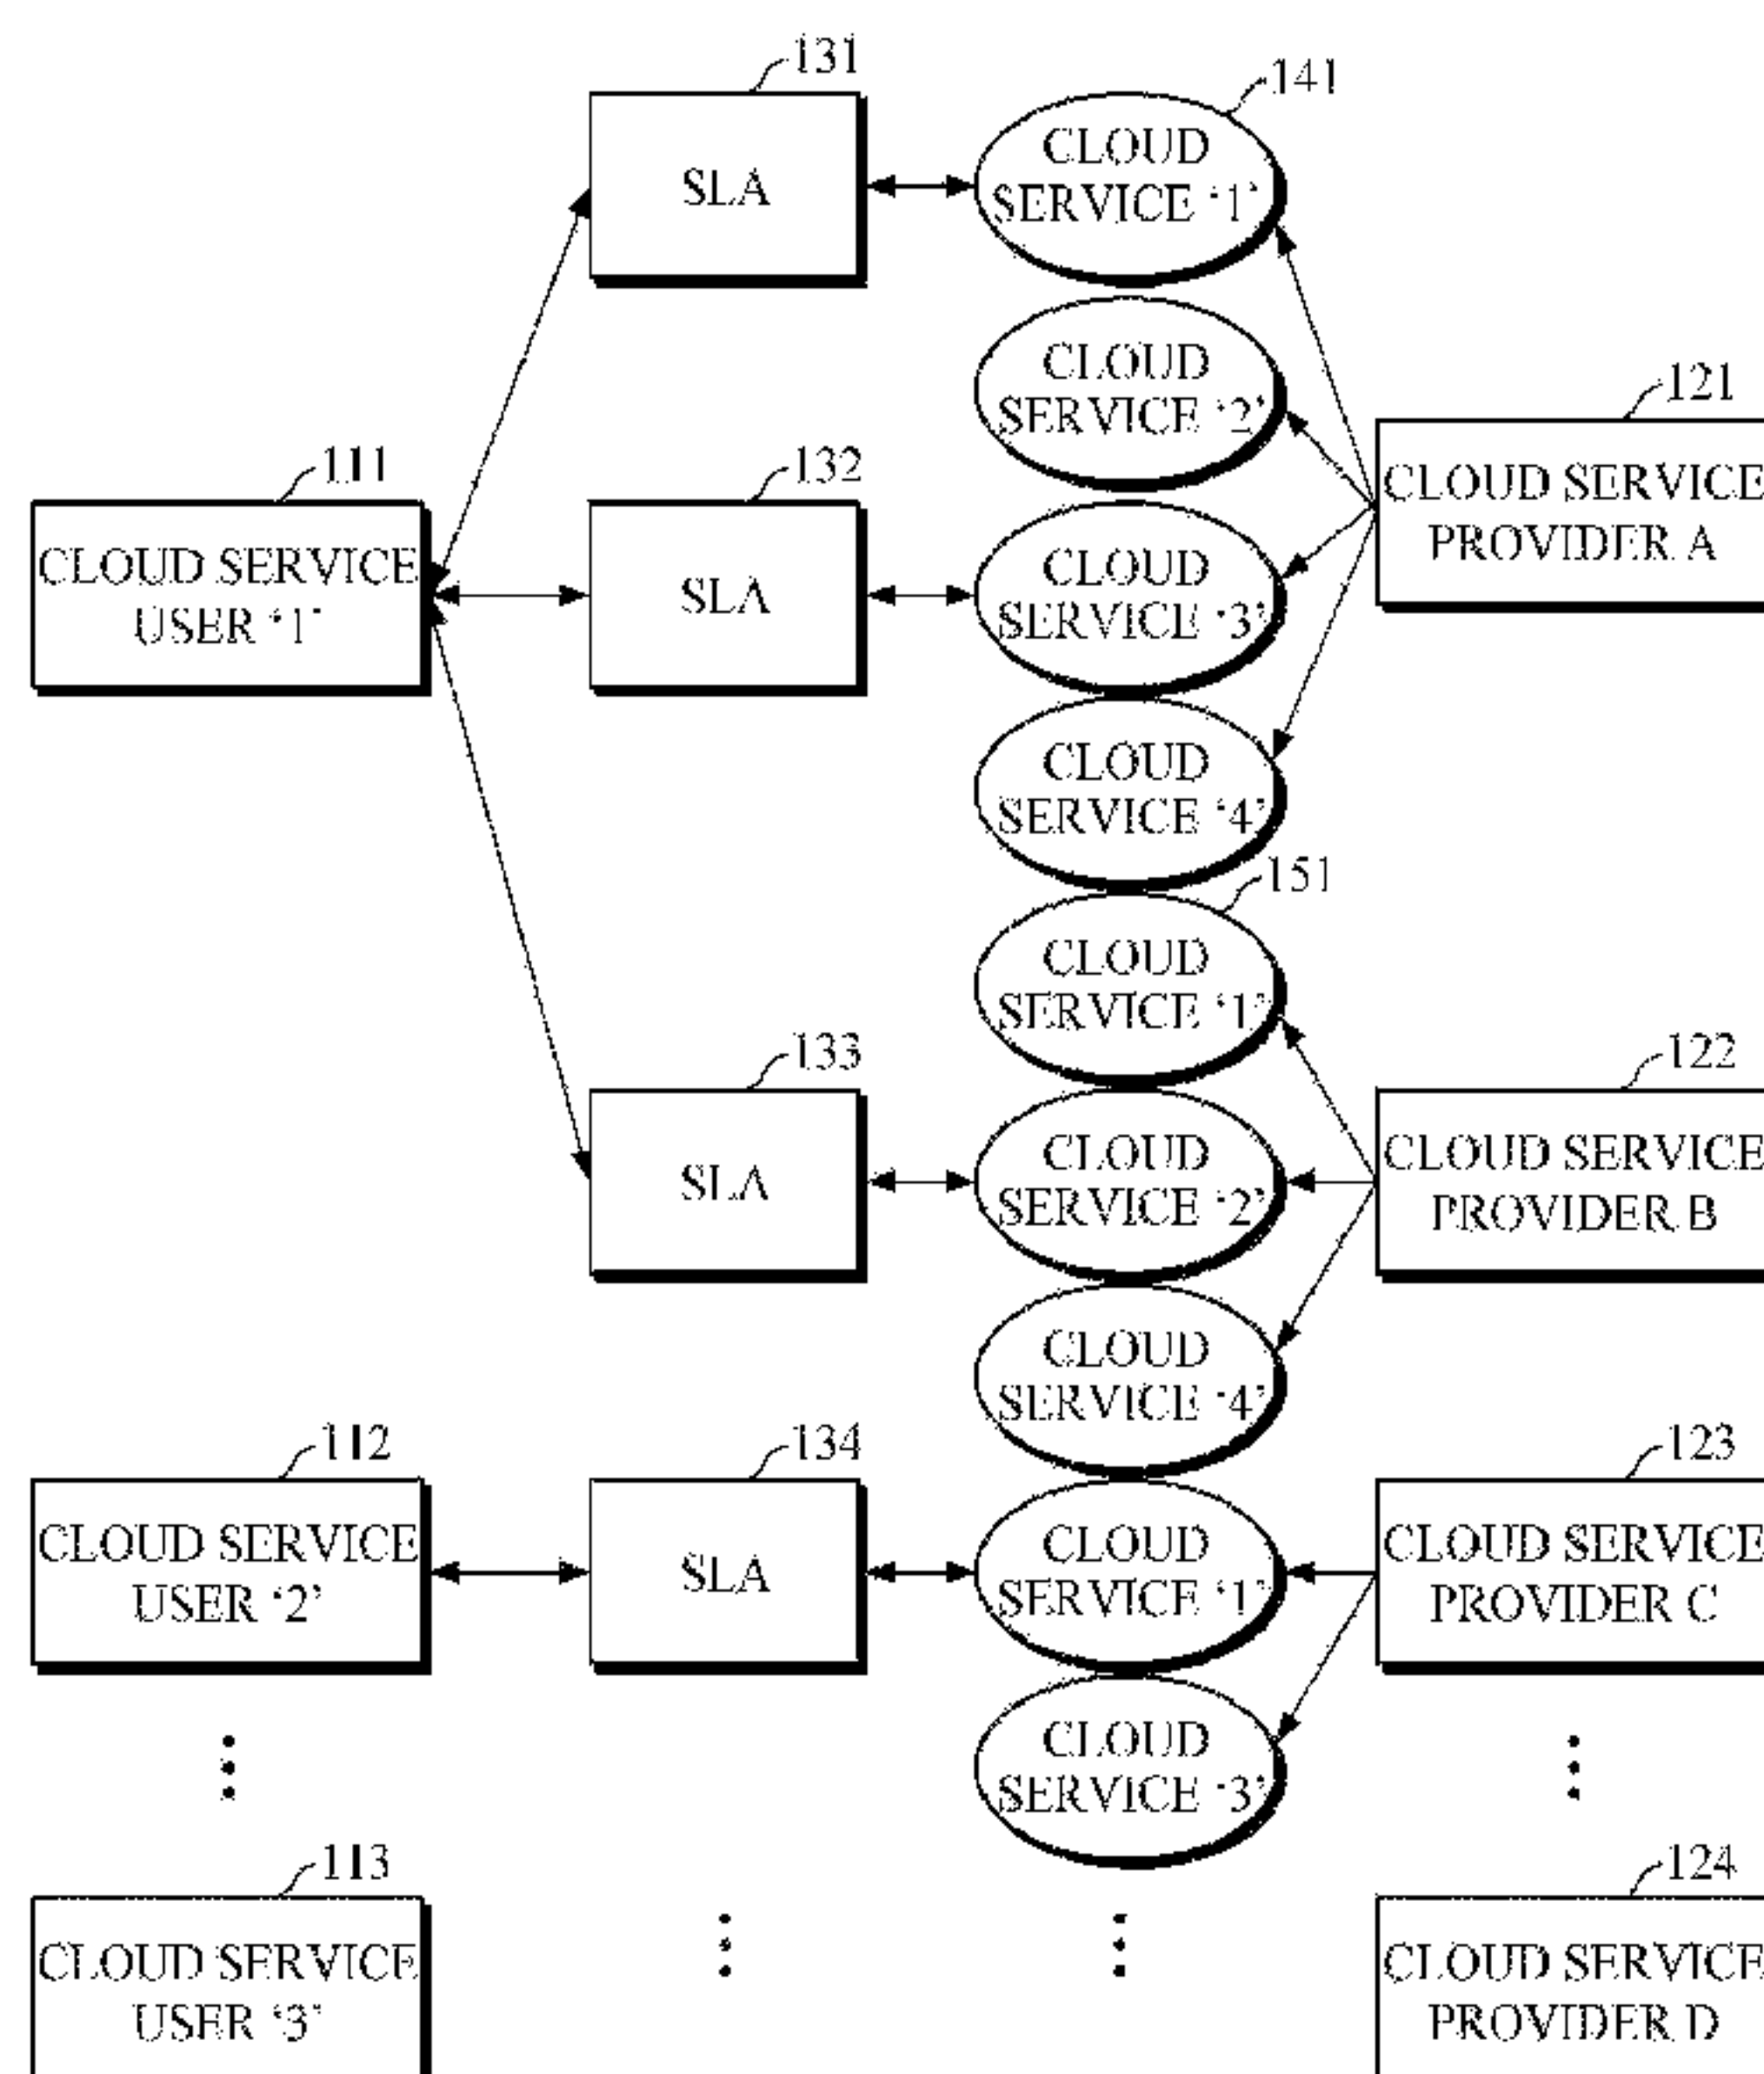 131
SLA
141
CLOUD
SERVICE ‘1’
CLOUD
SERVICE ‘2’
121
CLOUD SERVICE
PROVIDER A
111
CLOUD SERVICE
USER ‘1’
132
SLA
CLOUD
SERVICE ‘3’
CLOUD
SERVICE ‘4’
151
CLOUD
SERVICE ‘1’
133
SLA
CLOUD
SERVICE ‘2’
122
CLOUD SERVICE
PROVIDER B
CLOUD
SERVICE ‘4’
112
CLOUD SERVICE
USER ‘2’
134
SLA
CLOUD
SERVICE ‘1’
123
CLOUD SERVICE
PROVIDER C
CLOUD
SERVICE ‘3’
113
CLOUD SERVICE
USER ‘3’
124
CLOUD SERVICE
PROVIDER D